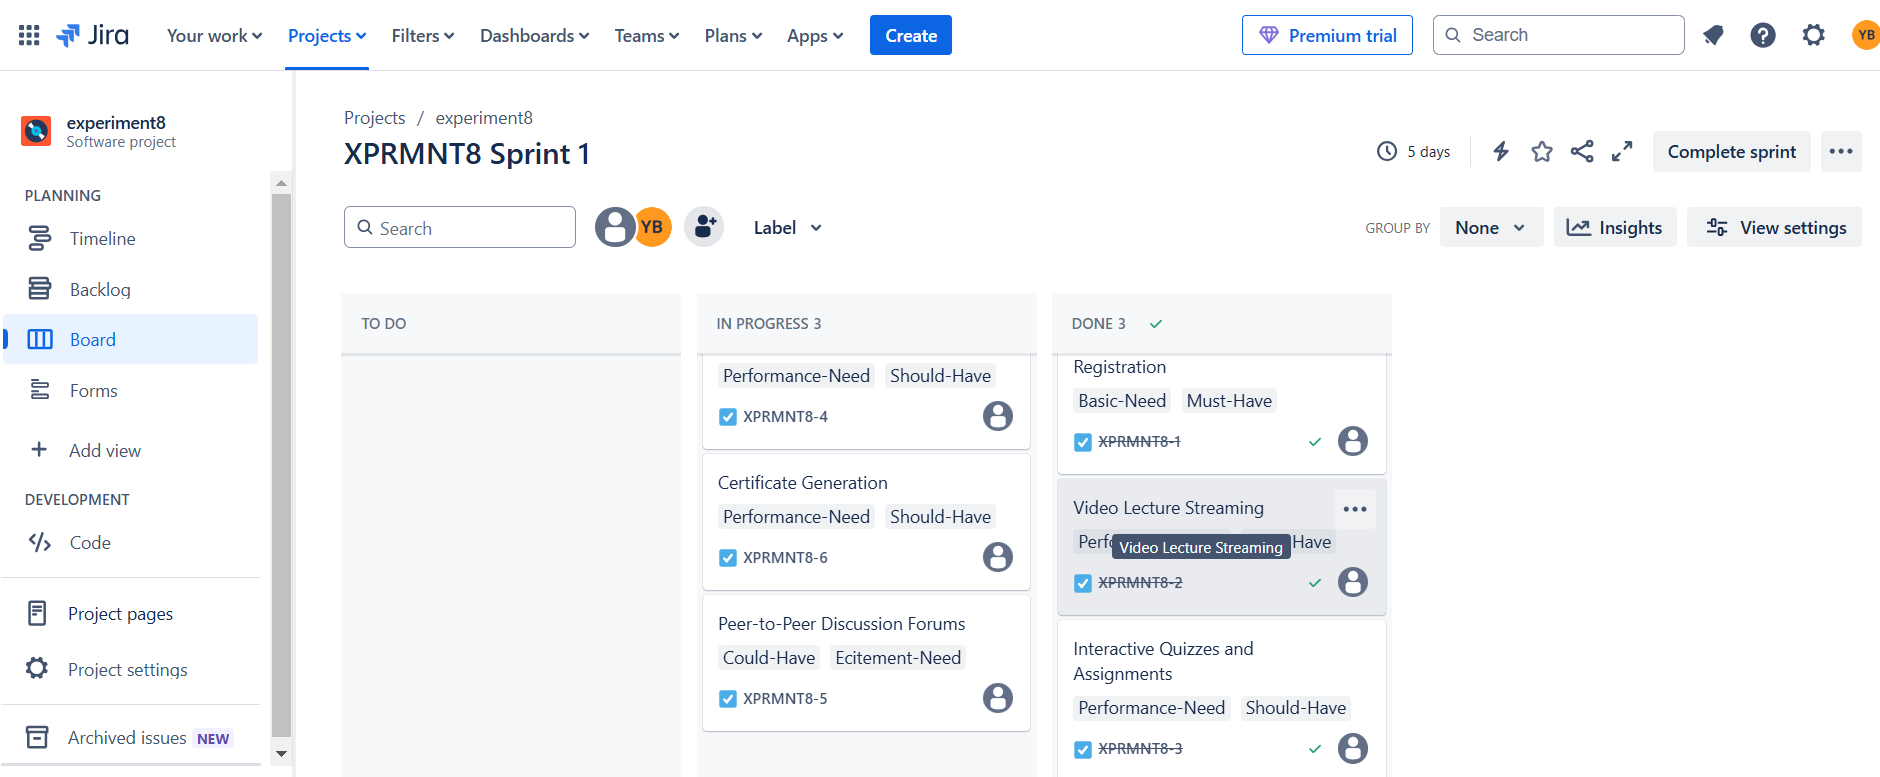 Jira Your work Projects Filters Dashboards Teams Plans Apps Create Premium trial Search YB
experiment8
Software project
PLANNING
Timeline
Backlog
Board
Forms
Add view
DEVELOPMENT
Code
Project pages
Project settings
Archived issues NEW
Projects / experiment8
XPRMNT8 Sprint 1
5 days Complete sprint
Search YB Label GROUP BY None Insights View settings
TO DO
IN PROGRESS 3
Performance-Need Should-Have
XPRMNT8-4
Certificate Generation
Performance-Need Should-Have
XPRMNT8-6
Peer-to-Peer Discussion Forums
Could-Have Ecitement-Need
XPRMNT8-5
DONE 3
Registration
Basic-Need Must-Have
XPRMNT8-1
Video Lecture Streaming
Perf Have
Video Lecture Streaming
XPRMNT8-2
Interactive Quizzes and
Assignments
Performance-Need Should-Have
XPRMNT8-3